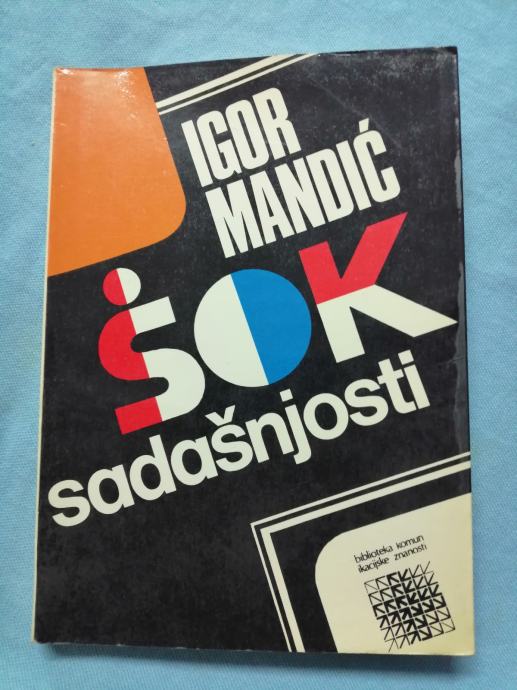 IGOR
MANDIĆ
ŠOK
sadašnjosti
biblioteka komun
ikacijske znanosti